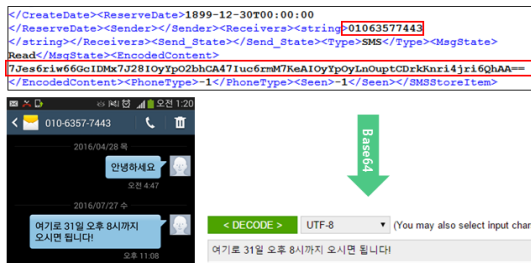 </CreateDate><ReserveDate>1899-12-30T00:00:00
</ReserveDate><Sender></Sender><Receivers><string>01063577443
</string></Receivers><Send_State></Send_State><Type>SMS</Type><MsgState>
Read</MsgState><EncodedContent>
</EncodedContent><PhoneType>-1</PhoneType><Seen>-1</Seen></SMSStoreItem>
오전 1:20
010-6357-7443
2016/04/28 목
안녕하세요
오전 4:47
2016/07/27 수
여기로 31일 오후 8시까지
오시면 됩니다!
오후 11:08
Base64
< DECODE > UTF-8 (You may also select input char
여기로 31일 오후 8시까지 오시면 됩니다!